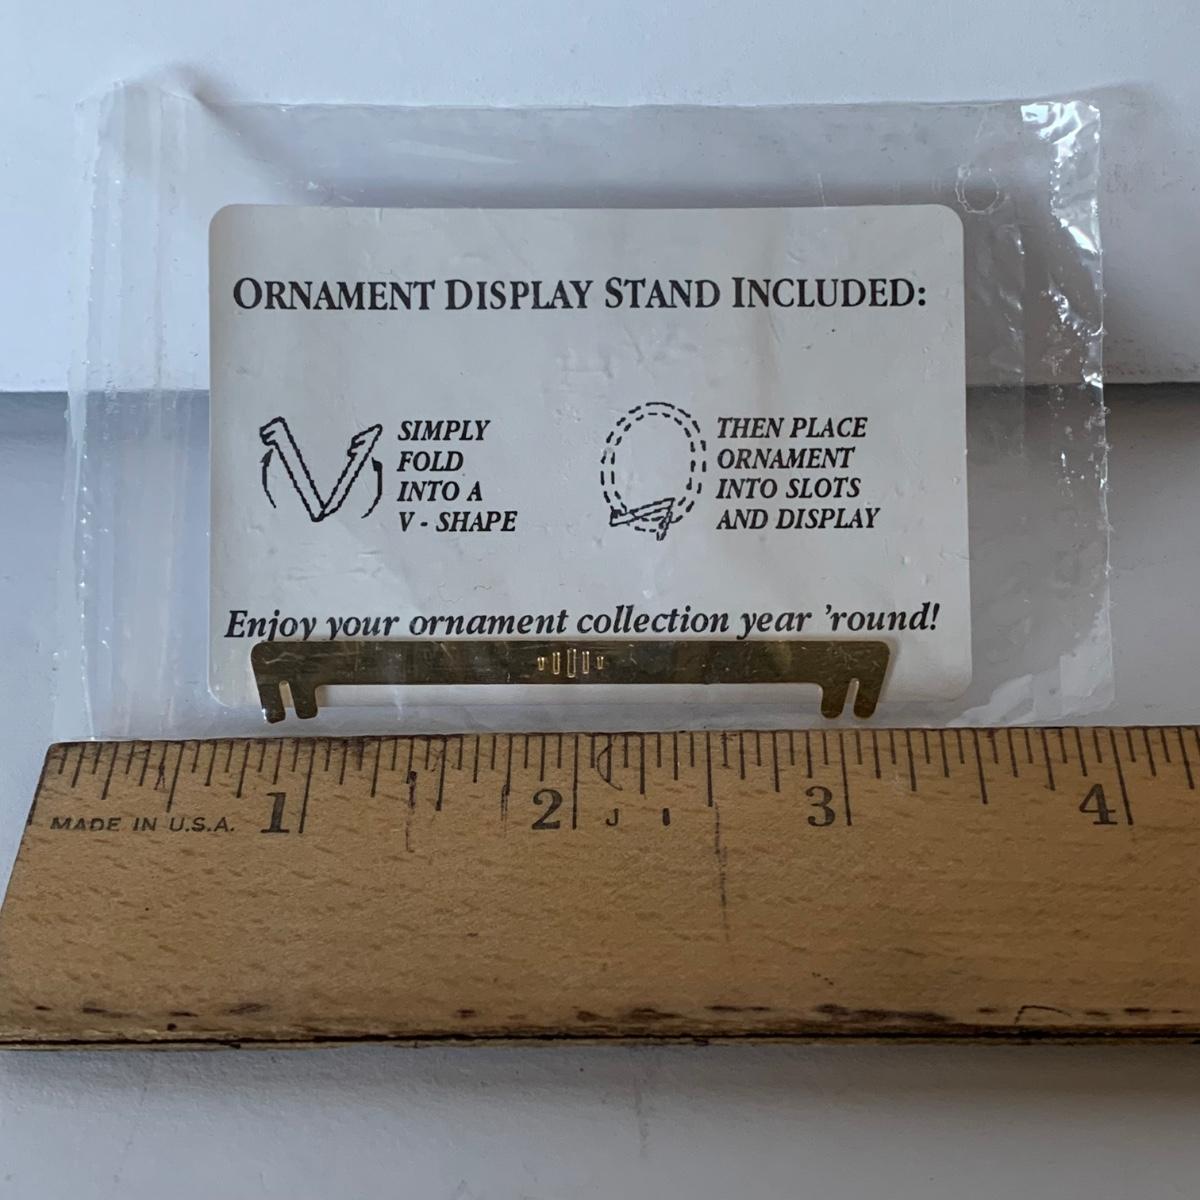 ORNAMENT DISPLAY STAND INCLUDED:
SIMPLY
FOLD
INTO A
V - SHAPE
THEN PLACE
ORNAMENT
INTO SLOTS
AND DISPLAY
Enjoy your ornament collection year 'round!
1 2 3 4
MADE IN U.S.A. J I